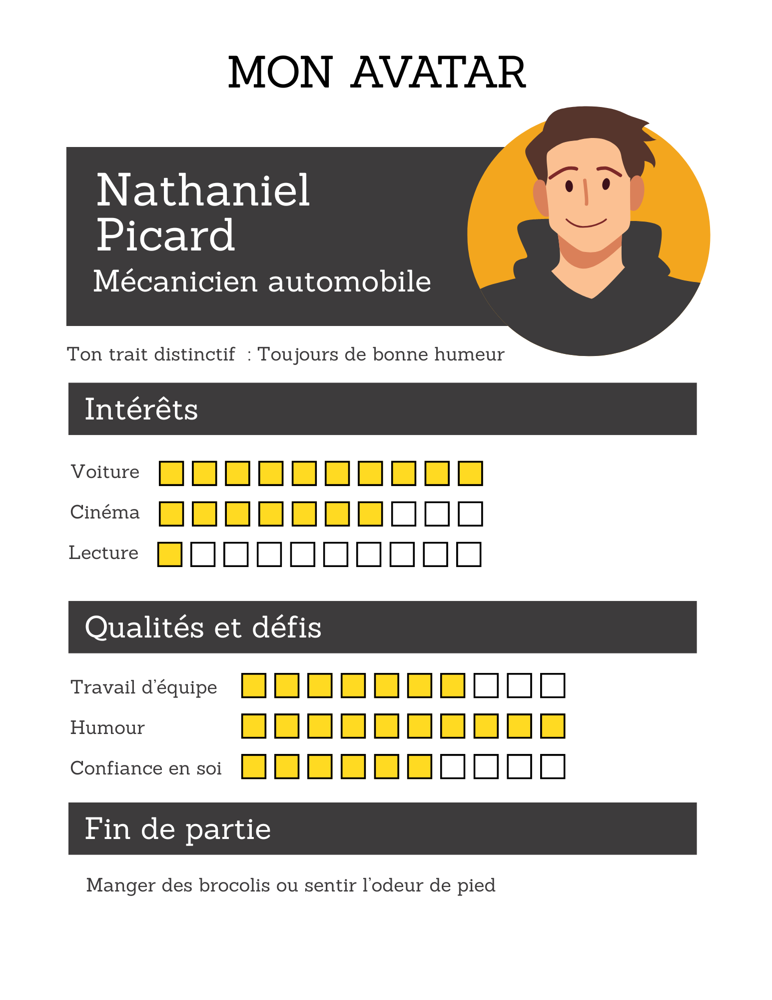 MON AVATAR
Nathaniel
Picard
Mécanicien automobile
Ton trait distinctif  : Toujours de bonne humeur
Intérêts
Voiture
Cinéma
Lecture
Qualités et défis
Travail d'équipe
Humour
Confiance en soi
Fin de partie
Manger des brocolis ou sentir l'odeur de pied